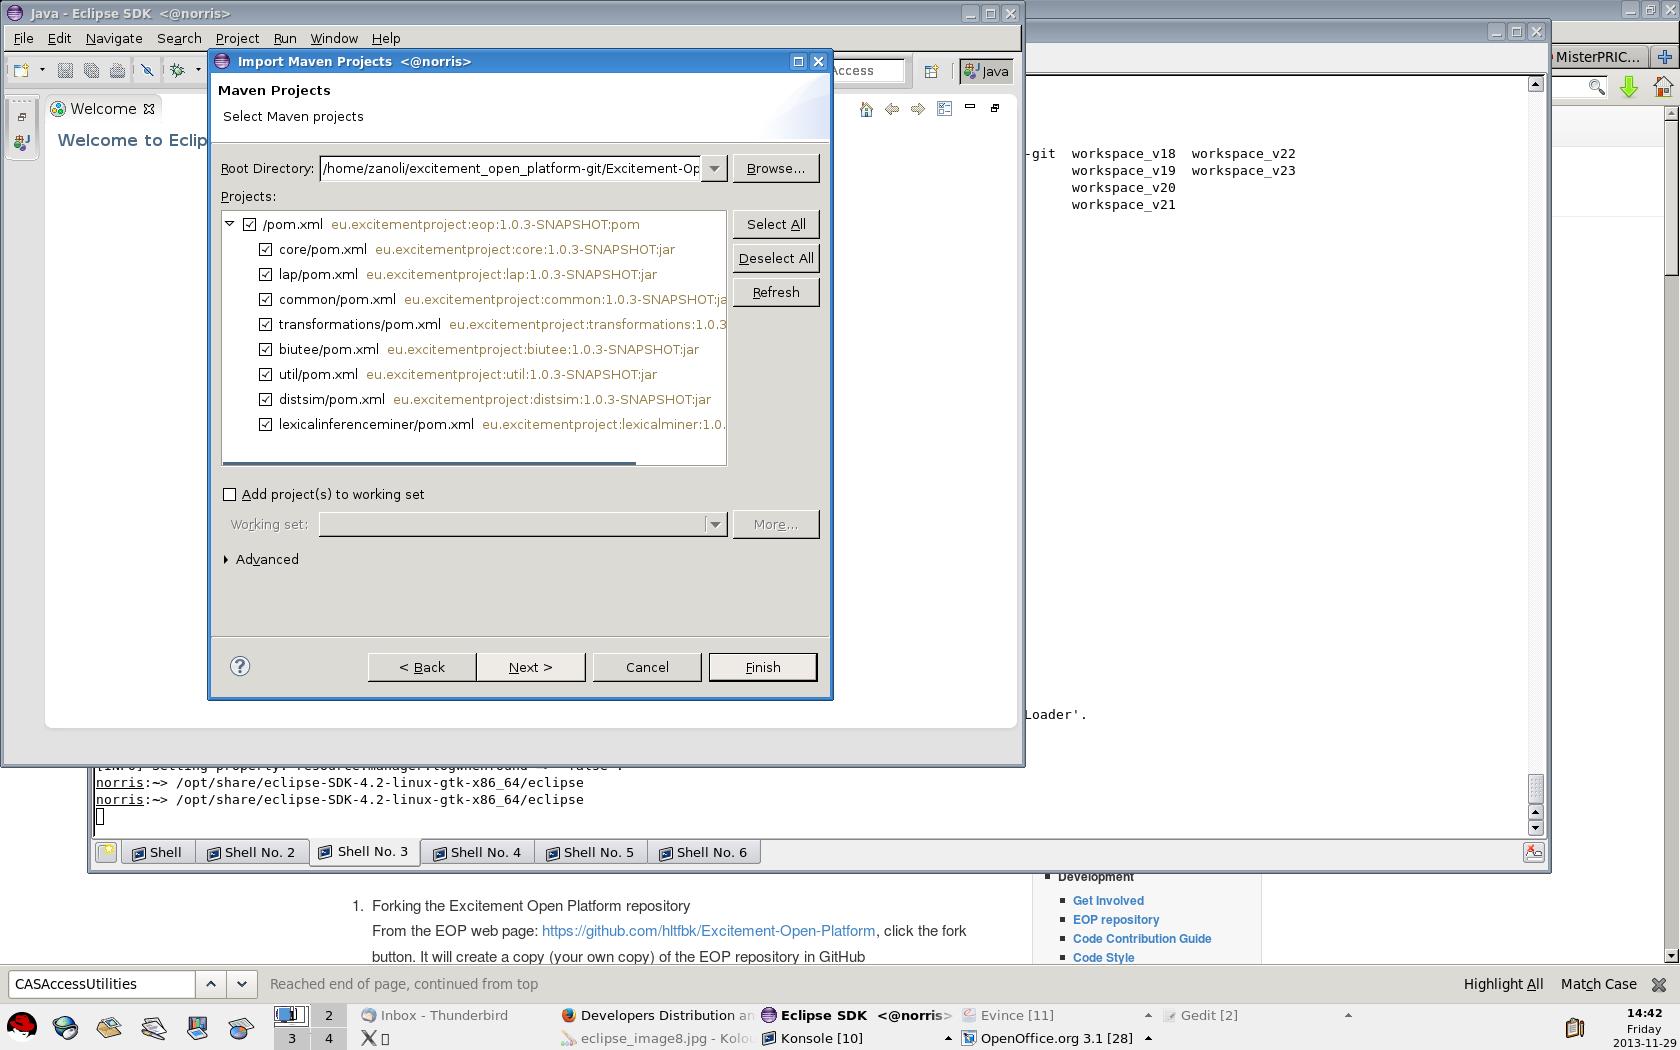 Java - Eclipse SDK <@norris>
File Edit Navigate Search Project Run Window Help
Access
Java
MisterPRIC...
Welcome
Welcome to Eclip
Import Maven Projects <@norris>
Maven Projects
Select Maven projects
Root Directory: /home/zanoli/excitement_open_platform-git/Excitement-Op Browse...
Projects:
/pom.xml eu.excitementproject:eop:1.0.3-SNAPSHOT:pom
core/pom.xml eu.excitementproject:core:1.0.3-SNAPSHOT:jar
lap/pom.xml eu.excitementproject:lap:1.0.3-SNAPSHOT:jar
common/pom.xml eu.excitementproject:common:1.0.3-SNAPSHOT:ja
transformations/pom.xml eu.excitementproject:transformations:1.0.3
biutee/pom.xml eu.excitementproject:biutee:1.0.3-SNAPSHOT:jar
util/pom.xml eu.excitementproject:util:1.0.3-SNAPSHOT:jar
distsim/pom.xml eu.excitementproject:distsim:1.0.3-SNAPSHOT:jar
lexicalinferenceminer/pom.xml eu.excitementproject:lexicalminer:1.0.
Select All
Deselect All
Refresh
Add project(s) to working set
Working set: More...
Advanced
< Back Next > Cancel Finish
-git workspace_v18 workspace_v22
workspace_v19 workspace_v23
workspace_v20
workspace_v21
Loader'.
norris:~> /opt/share/eclipse-SDK-4.2-linux-gtk-x86_64/eclipse
norris:~> /opt/share/eclipse-SDK-4.2-linux-gtk-x86_64/eclipse
Shell Shell No. 2 Shell No. 3 Shell No. 4 Shell No. 5 Shell No. 6
1. Forking the Excitement Open Platform repository
From the EOP web page: https://github.com/hltfbk/Excitement-Open-Platform, click the fork
button. It will create a copy (your own copy) of the EOP repository in GitHub
Development
Get Involved
EOP repository
Code Contribution Guide
Code Style
CASAccessUtilities Reached end of page, continued from top Highlight All Match Case
1 2 Inbox - Thunderbird Developers Distribution an Eclipse SDK <@norris> Evince [11] Gedit [2]
3 4 eclipse_image8.jpg - Kolou Konsole [10] OpenOffice.org 3.1 [28]
14:42
Friday
2013-11-29